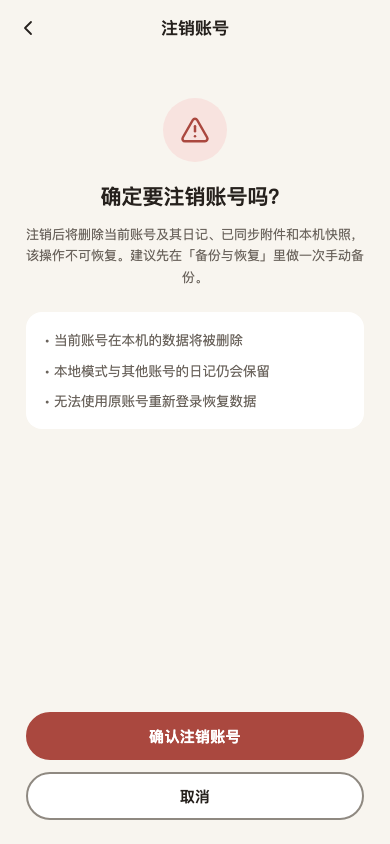 注销账号
确定要注销账号吗?
注销后将删除当前账号及其日记、已同步附件和本机快照，
该操作不可恢复。建议先在「备份与恢复」里做一次手动备
份。
• 当前账号在本机的数据将被删除
• 本地模式与其他账号的日记仍会保留
• 无法使用原账号重新登录恢复数据
确认注销账号
取消